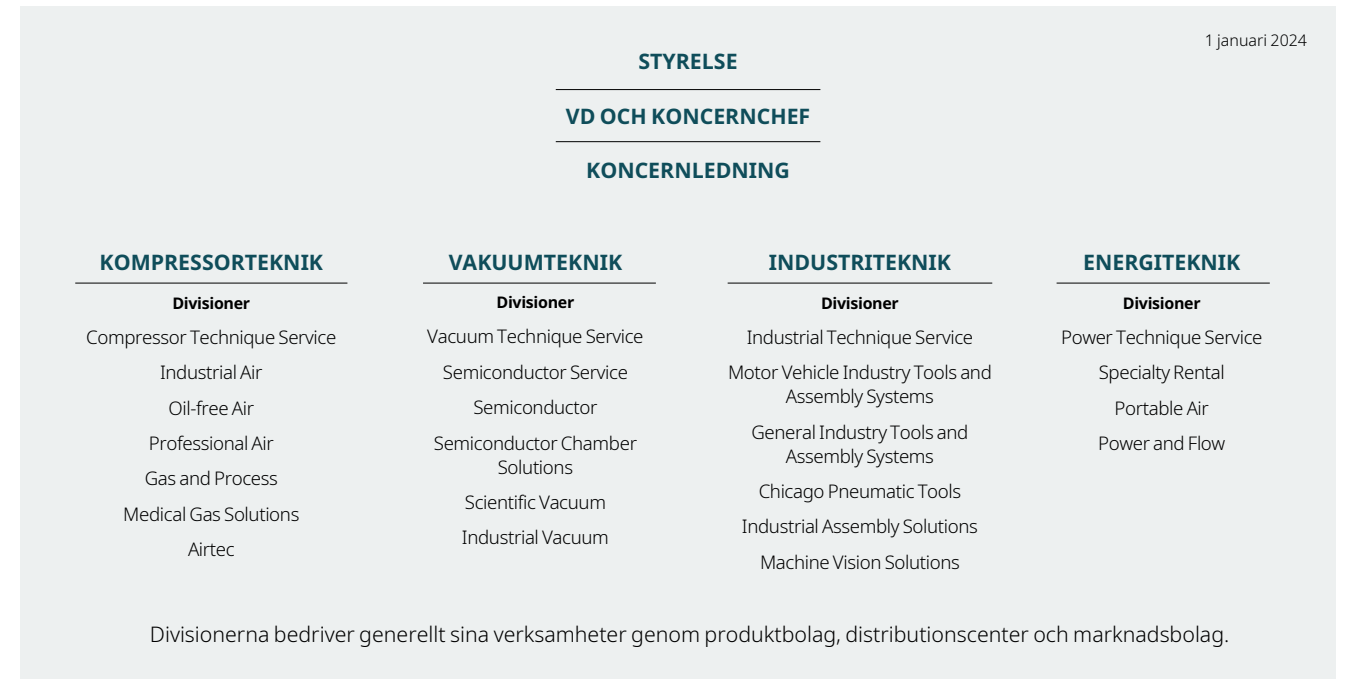 1 januari 2024
STYRELSE
VD OCH KONCERNCHEF
KONCERNLEDNING
KOMPRESSORTEKNIK
Divisioner
Compressor Technique Service
Industrial Air
Oil-free Air
Professional Air
Gas and Process
Medical Gas Solutions
Airtec
VAKUUMTEKNIK
Divisioner
Vacuum Technique Service
Semiconductor Service
Semiconductor
Semiconductor Chamber
Solutions
Scientific Vacuum
Industrial Vacuum
INDUSTRITEKNIK
Divisioner
Industrial Technique Service
Motor Vehicle Industry Tools and
Assembly Systems
General Industry Tools and
Assembly Systems
Chicago Pneumatic Tools
Industrial Assembly Solutions
Machine Vision Solutions
ENERGITEKNIK
Divisioner
Power Technique Service
Specialty Rental
Portable Air
Power and Flow
Divisionerna bedriver generellt sina verksamheter genom produktbolag, distributionscenter och marknadsbolag.